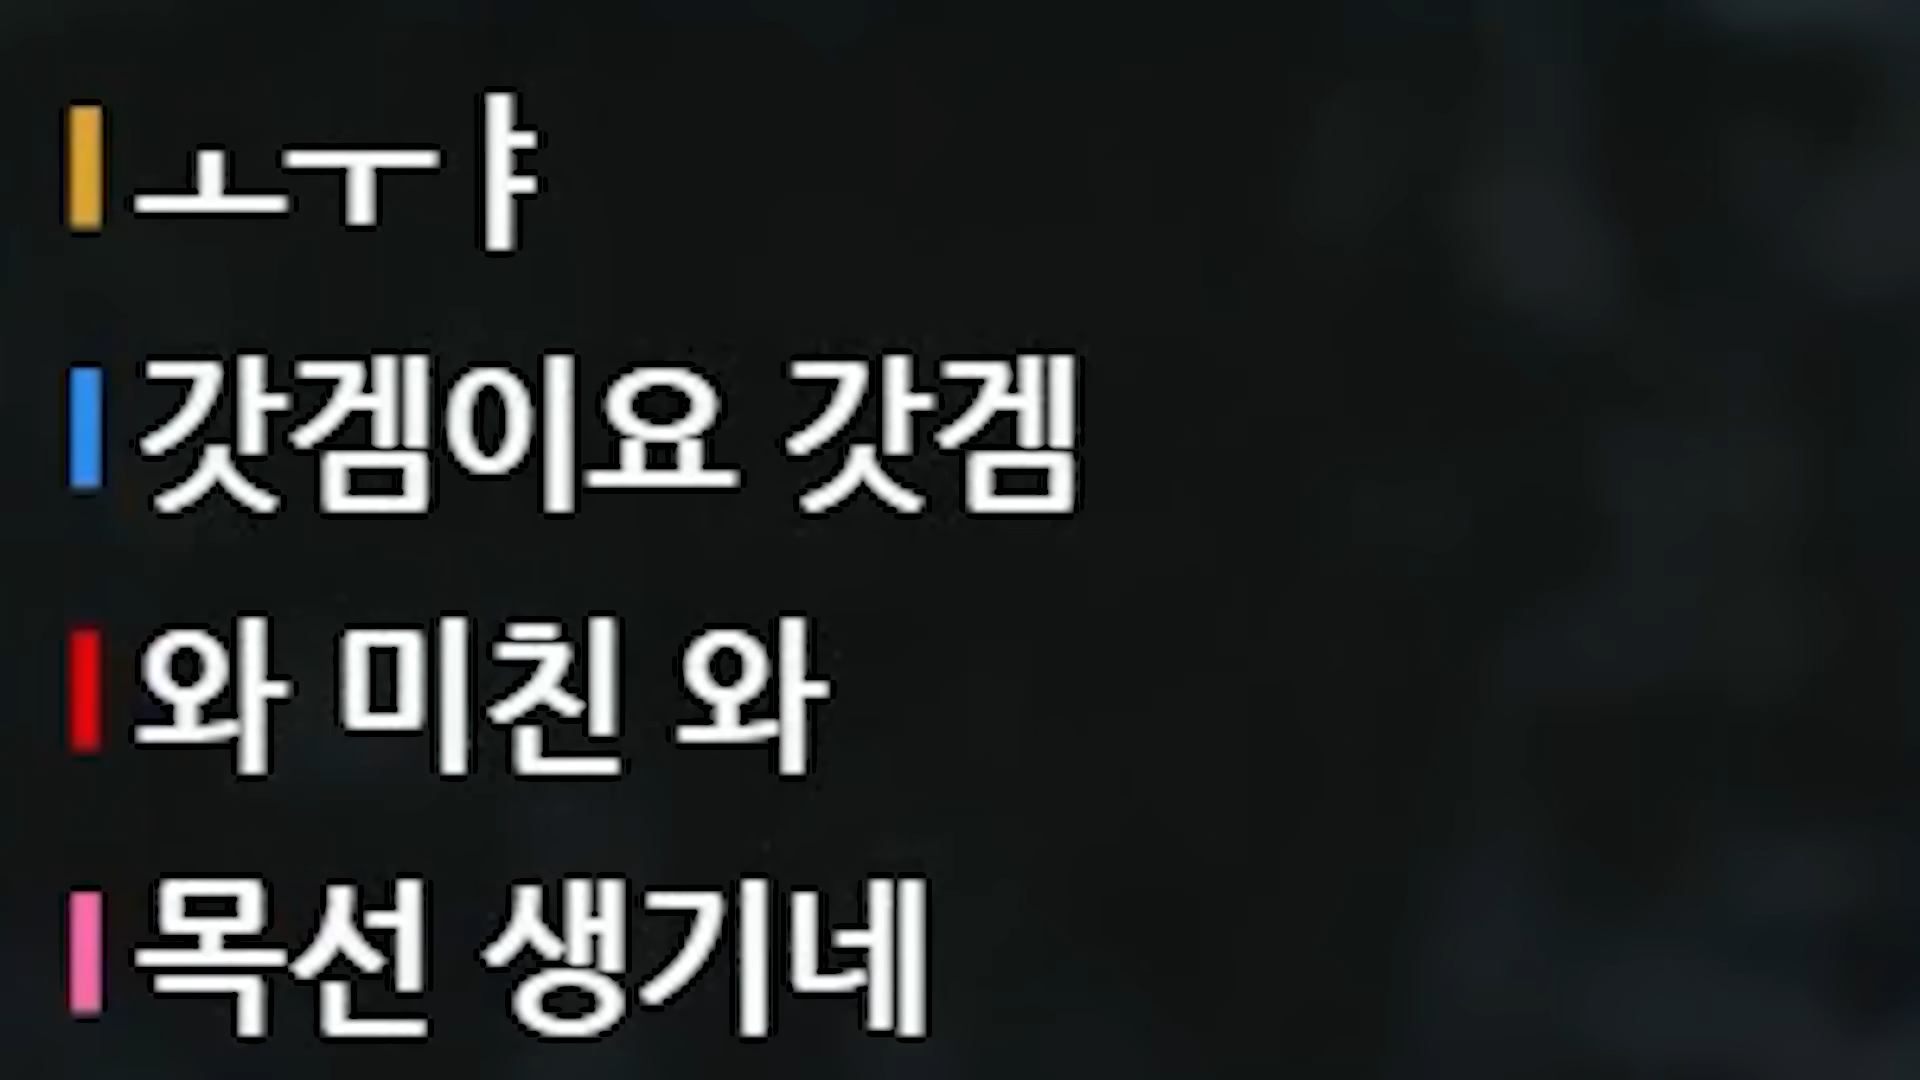 ㅗㅜㅑ
갓겜이요 갓겜
와 미친 와
목선 생기네